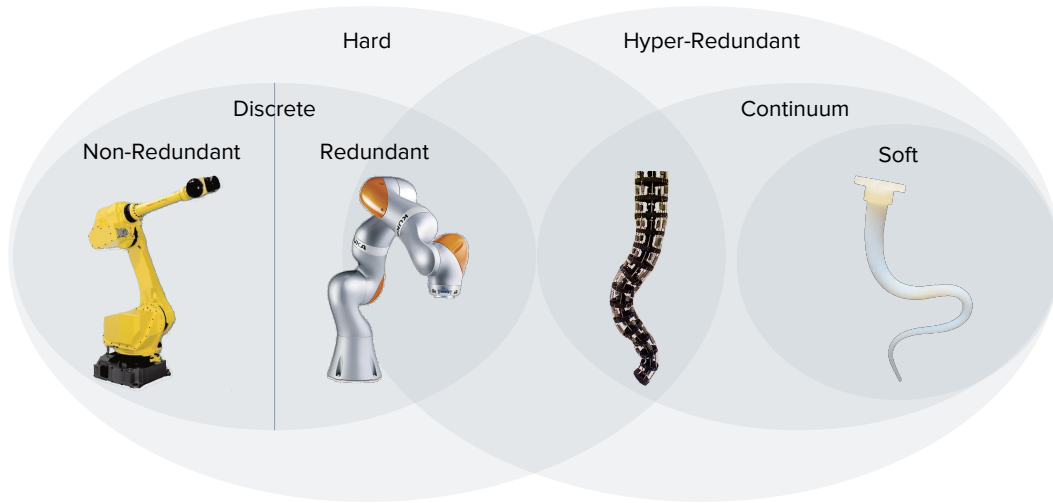 Hard
Hyper-Redundant
Discrete
Continuum
Non-Redundant
Redundant
Soft